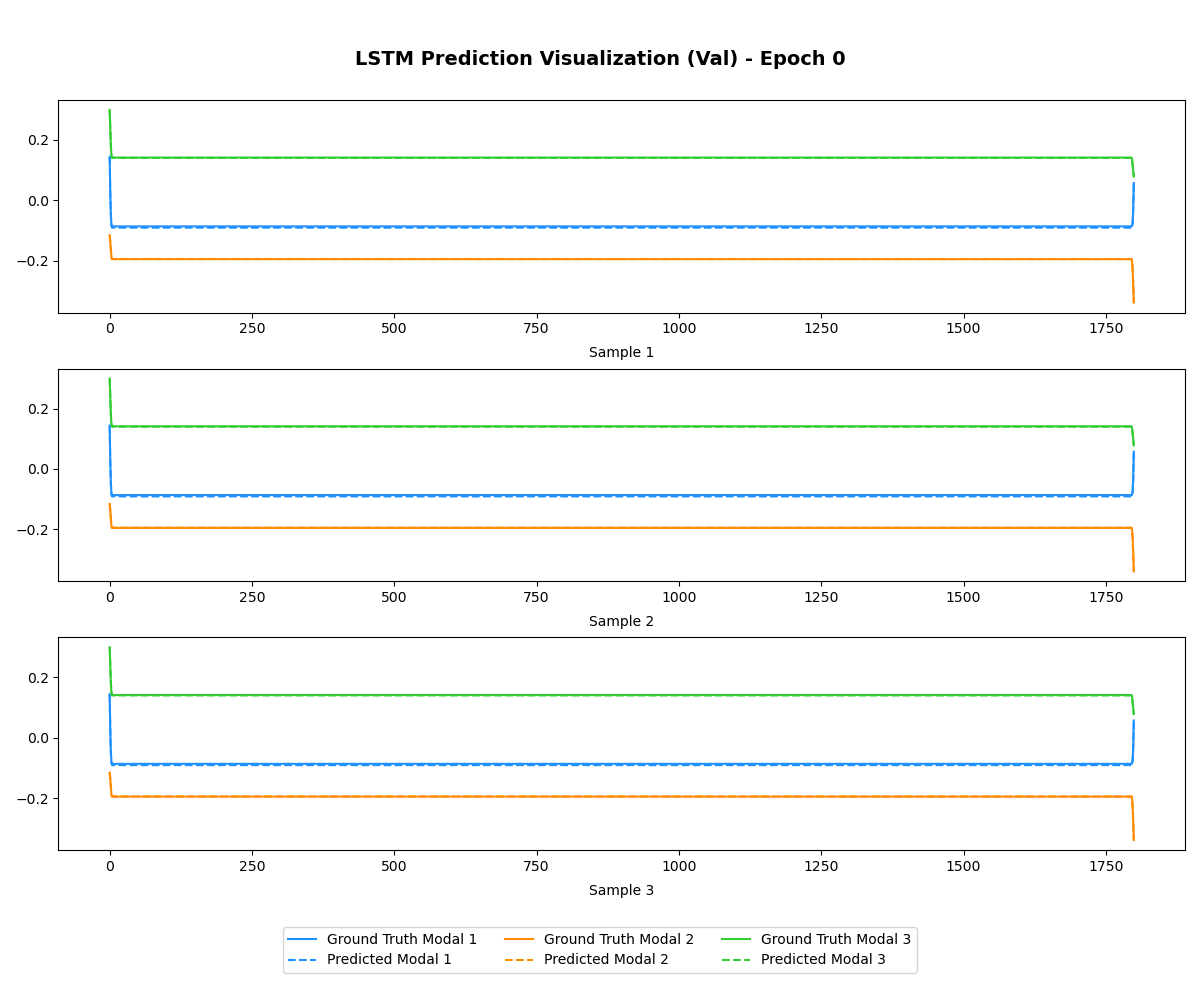 LSTM Prediction Visualization (Val) - Epoch 0
0.2
0.0
−0.2
0 250 500 750 1000 1250 1500 1750
Sample 1
0.2
0.0
−0.2
0 250 500 750 1000 1250 1500 1750
Sample 2
0.2
0.0
−0.2
0 250 500 750 1000 1250 1500 1750
Sample 3
Ground Truth Modal 1 Ground Truth Modal 2 Ground Truth Modal 3
Predicted Modal 1 Predicted Modal 2 Predicted Modal 3